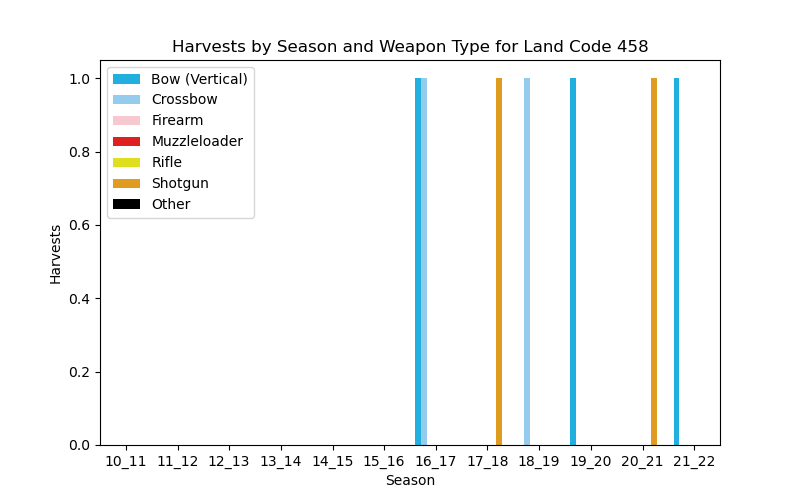 Harvests by Season and Weapon Type for Land Code 458
Bow (Vertical)
Crossbow
Firearm
Muzzleloader
Rifle
Shotgun
Other
1.0
0.8
0.6
0.4
0.2
0.0
Harvests
10_11 11_12 12_13 13_14 14_15 15_16 16_17 17_18 18_19 19_20 20_21 21_22
Season